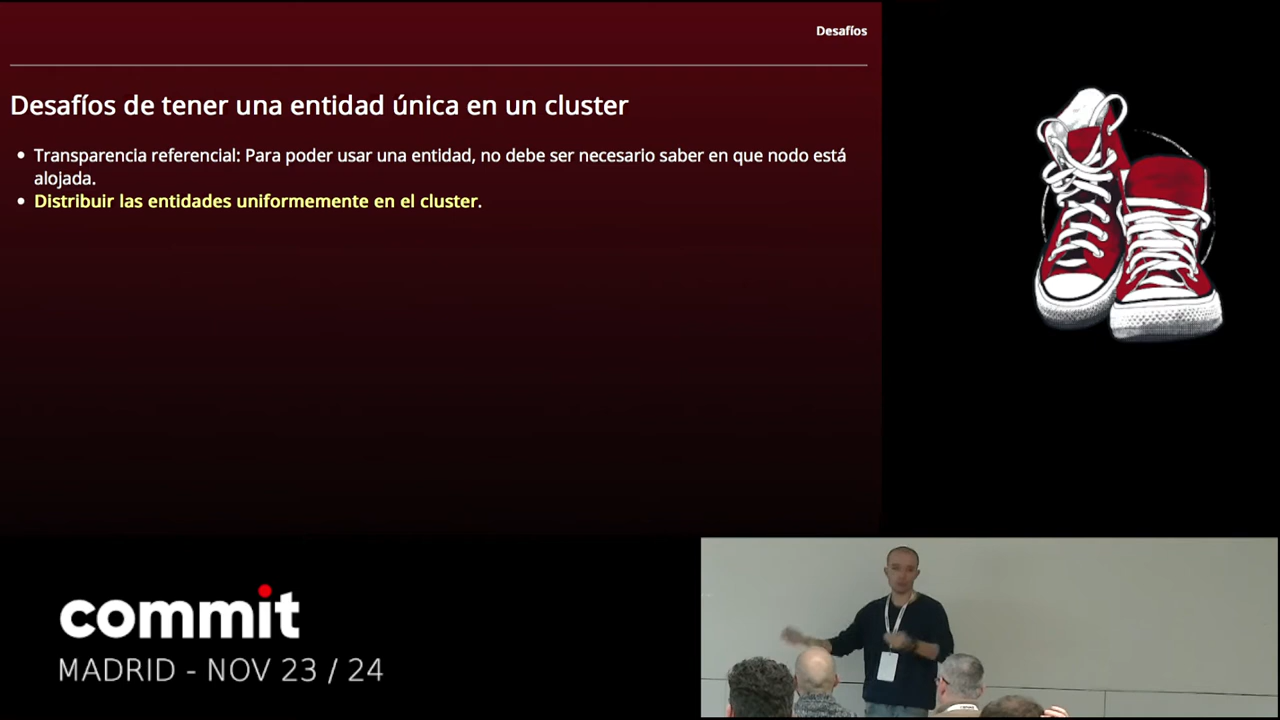 Desafíos
Desafíos de tener una entidad única en un cluster
• Transparencia referencial: Para poder usar una entidad, no debe ser necesario saber en que nodo está
alojada.
• Distribuir las entidades uniformemente en el cluster.
commit
MADRID - NOV 23 / 24